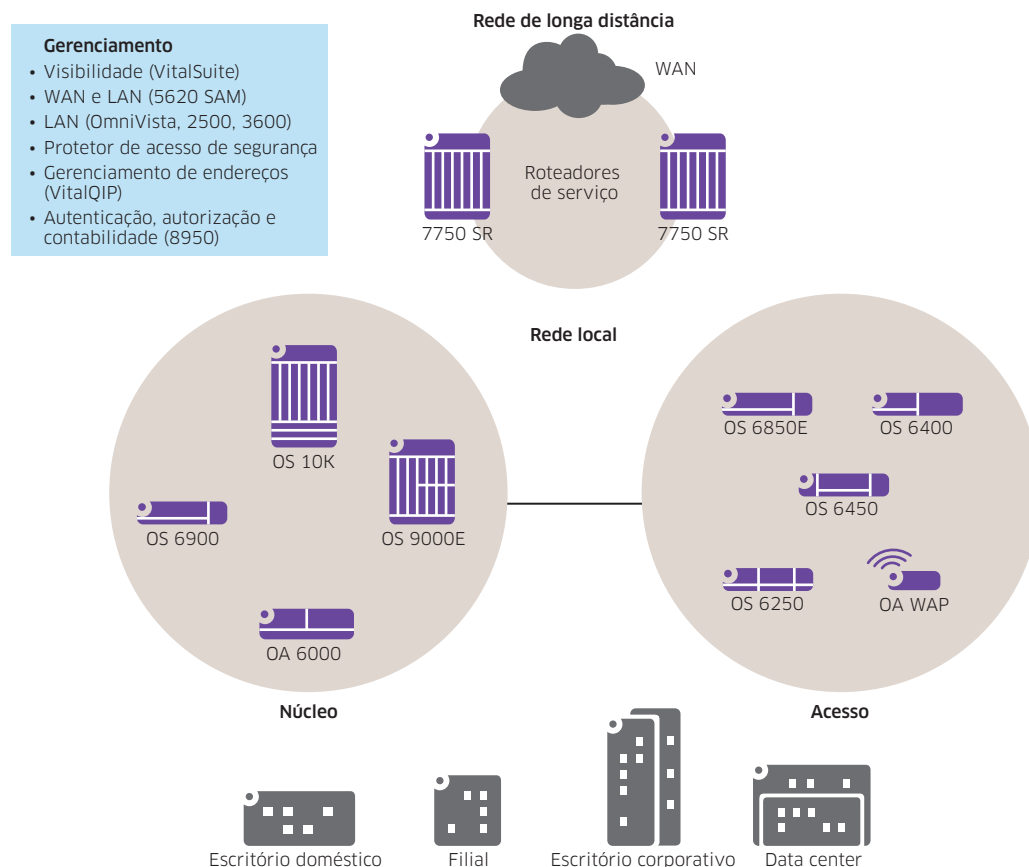 Rede de longa distância
Gerenciamento
• Visibilidade (VitalSuite)
• WAN e LAN (5620 SAM)
• LAN (OmniVista, 2500, 3600)
• Protetor de acesso de segurança
• Gerenciamento de endereços
(VitalQIP)
• Autenticação, autorização e
contabilidade (8950)
WAN
Roteadores
de serviço
7750 SR
7750 SR
Rede local
OS 10K
OS 9000E
OS 6900
OA 6000
OS 6850E
OS 6400
OS 6450
OS 6250
OA WAP
Núcleo
Acesso
Escritório doméstico
Filial
Escritório corporativo
Data center